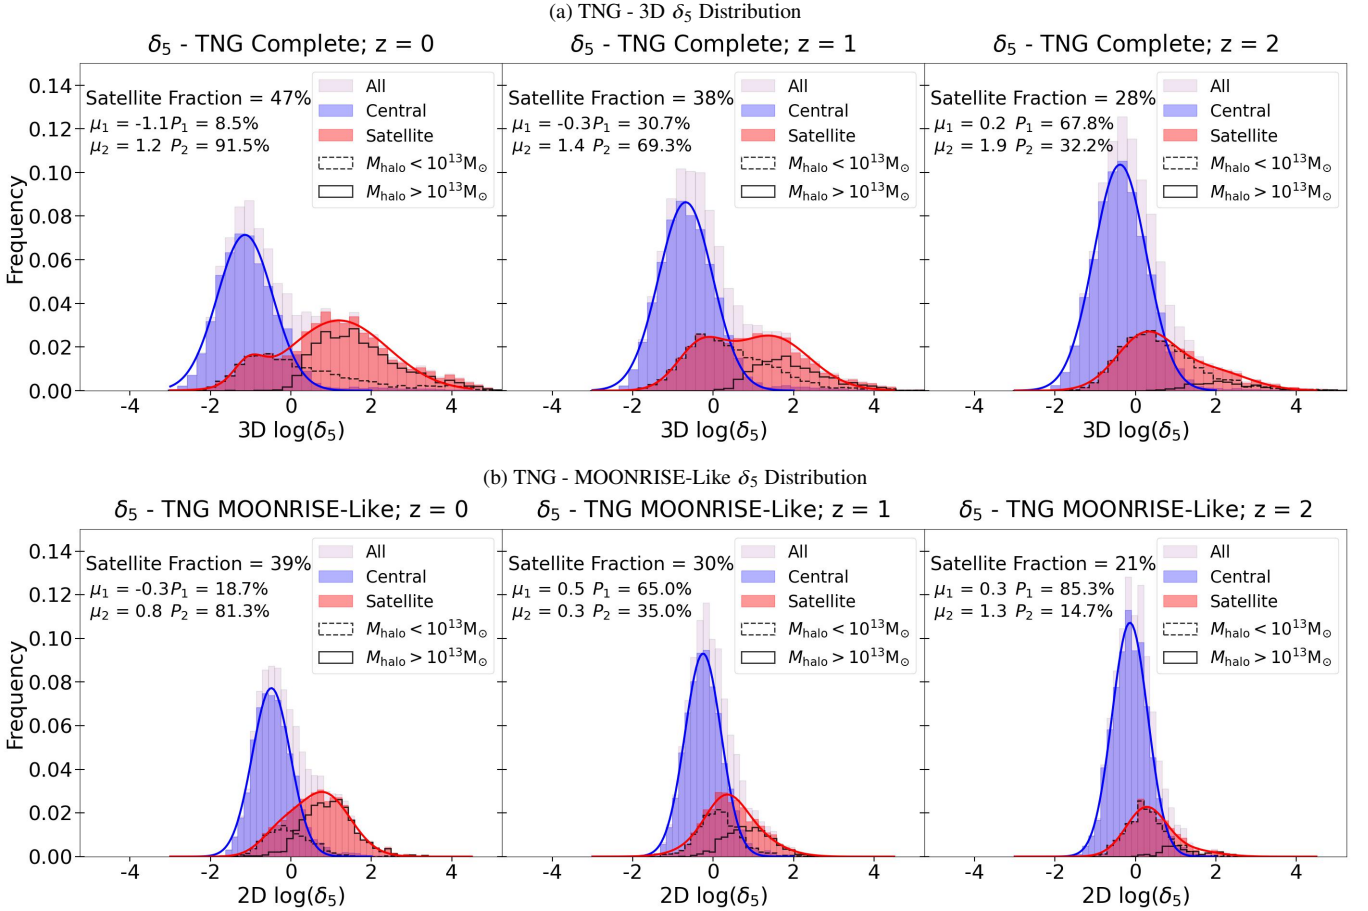 (a) TNG - 3D δ5 Distribution
δ5 - TNG Complete; z = 0
δ5 - TNG Complete; z = 1
δ5 - TNG Complete; z = 2
Frequency
0.14
0.12
0.10
0.08
0.06
0.04
0.02
0.00
Satellite Fraction = 47%
μ1 = -1.1 P1 = 8.5%
μ2 = 1.2 P2 = 91.5%
All
Central
Satellite
Mhalo < 10^13 M⊙
Mhalo > 10^13 M⊙
Satellite Fraction = 38%
μ1 = -0.3 P1 = 30.7%
μ2 = 1.4 P2 = 69.3%
All
Central
Satellite
Mhalo < 10^13 M⊙
Mhalo > 10^13 M⊙
Satellite Fraction = 28%
μ1 = 0.2 P1 = 67.8%
μ2 = 1.9 P2 = 32.2%
All
Central
Satellite
Mhalo < 10^13 M⊙
Mhalo > 10^13 M⊙
-4 -2 0 2 4
-4 -2 0 2 4
-4 -2 0 2 4
3D log(δ5)
3D log(δ5)
3D log(δ5)
(b) TNG - MOONRISE-Like δ5 Distribution
δ5 - TNG MOONRISE-Like; z = 0
δ5 - TNG MOONRISE-Like; z = 1
δ5 - TNG MOONRISE-Like; z = 2
Frequency
0.14
0.12
0.10
0.08
0.06
0.04
0.02
0.00
Satellite Fraction = 39%
μ1 = -0.3 P1 = 18.7%
μ2 = 0.8 P2 = 81.3%
All
Central
Satellite
Mhalo < 10^13 M⊙
Mhalo > 10^13 M⊙
Satellite Fraction = 30%
μ1 = 0.5 P1 = 65.0%
μ2 = 0.3 P2 = 35.0%
All
Central
Satellite
Mhalo < 10^13 M⊙
Mhalo > 10^13 M⊙
Satellite Fraction = 21%
μ1 = 0.3 P1 = 85.3%
μ2 = 1.3 P2 = 14.7%
All
Central
Satellite
Mhalo < 10^13 M⊙
Mhalo > 10^13 M⊙
-4 -2 0 2 4
-4 -2 0 2 4
-4 -2 0 2 4
2D log(δ5)
2D log(δ5)
2D log(δ5)